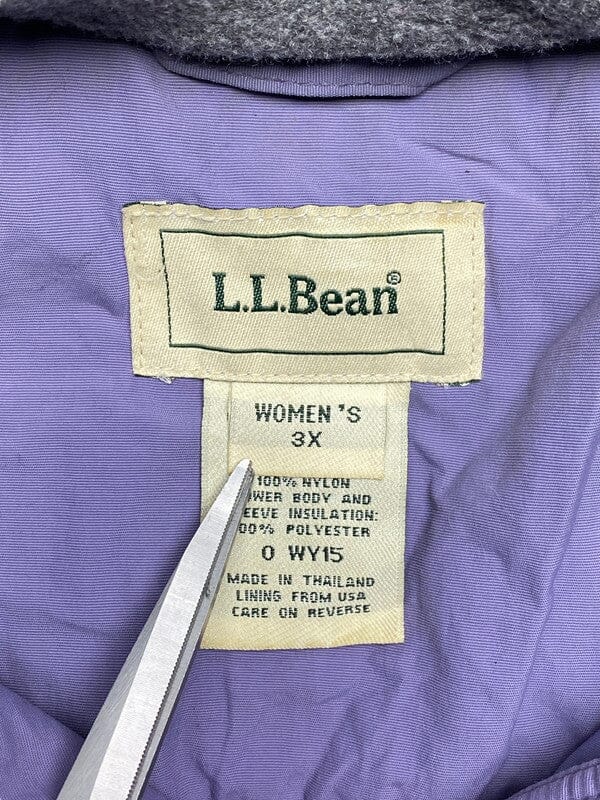 L.L.Bean®
WOMEN'S
3X
100% NYLON
BODY AND
INSULATION:
POLYESTER
0 WY15
MADE IN THAILAND
LINING FROM USA
CARE ON REVERSE